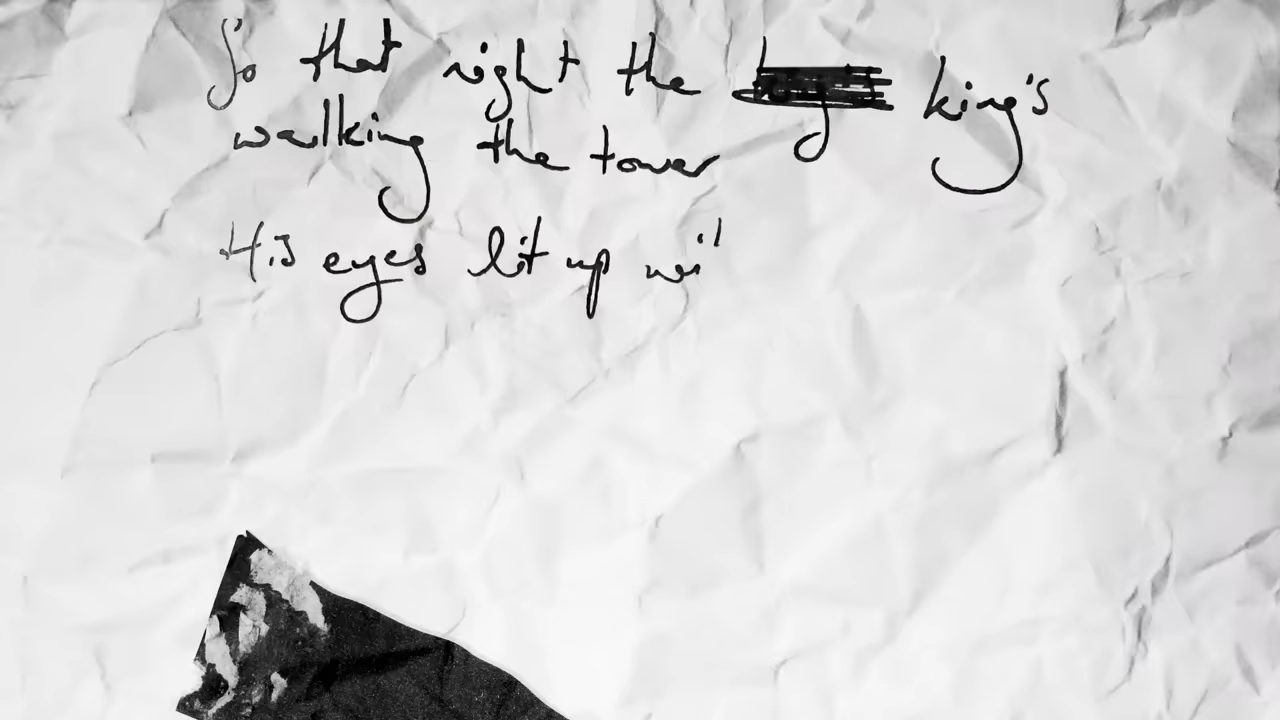 So that night the king's
walking the tower
His eyes lit up wi